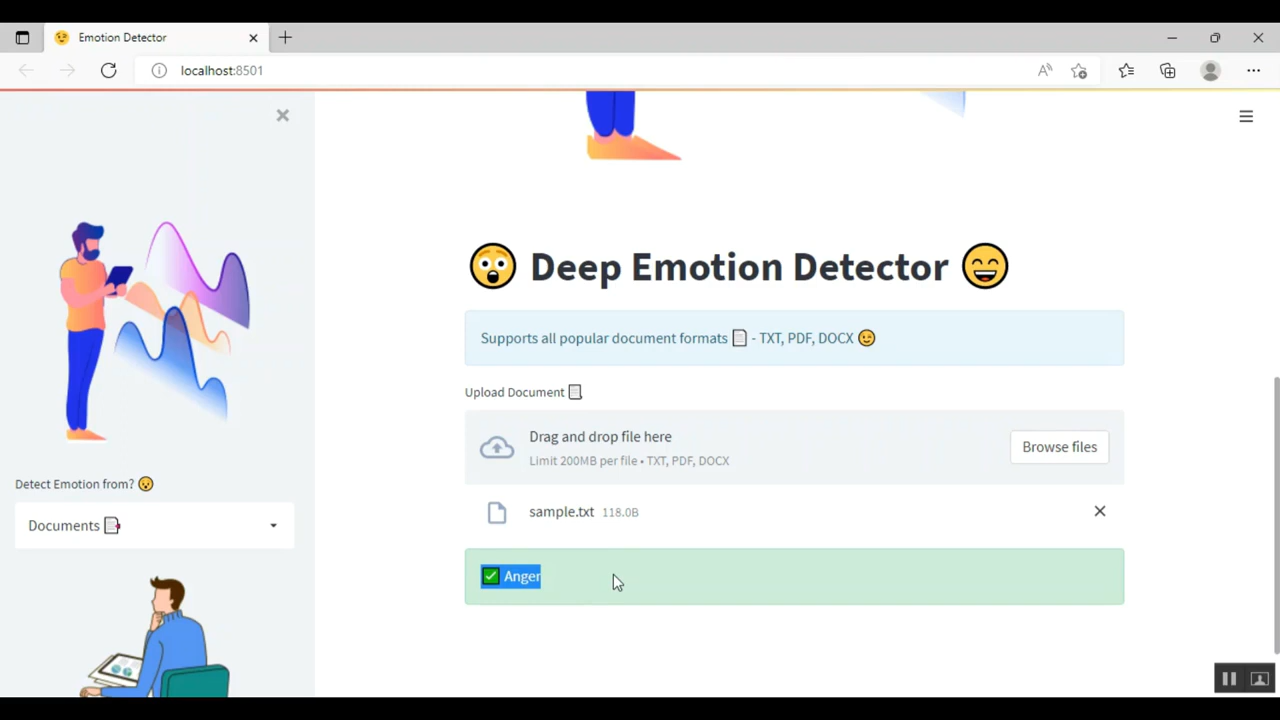 Emotion Detector
localhost:8501
Detect Emotion from? 😯
Documents
😲 Deep Emotion Detector 😄
Supports all popular document formats 📄 - TXT, PDF, DOCX 😉
Upload Document
Drag and drop file here
Limit 200MB per file • TXT, PDF, DOCX
Browse files
sample.txt 118.0B
✅ Anger